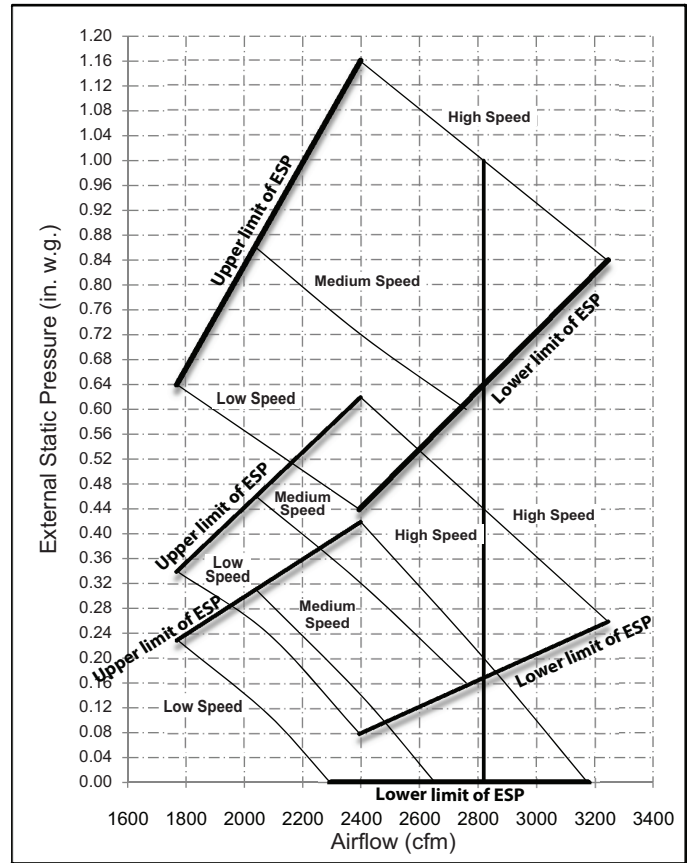 1.20
1.16
1.12
1.08
1.04
1.00
0.96
0.92
0.88
0.84
0.80
0.76
0.72
0.68
0.64
0.60
0.56
0.52
0.48
0.44
0.40
0.36
0.32
0.28
0.24
0.20
0.16
0.12
0.08
0.04
0.00
External Static Pressure (in. w.g.)
High Speed
Upper limit of ESP
Medium Speed
Lower limit of ESP
Low Speed
Upper limit of ESP
Medium
Speed
High Speed
High Speed
Low
Speed
Upper limit of ESP
Medium
Speed
Lower limit of ESP
Low Speed
Lower limit of ESP
1600 1800 2000 2200 2400 2600 2800 3000 3200 3400
Airflow (cfm)